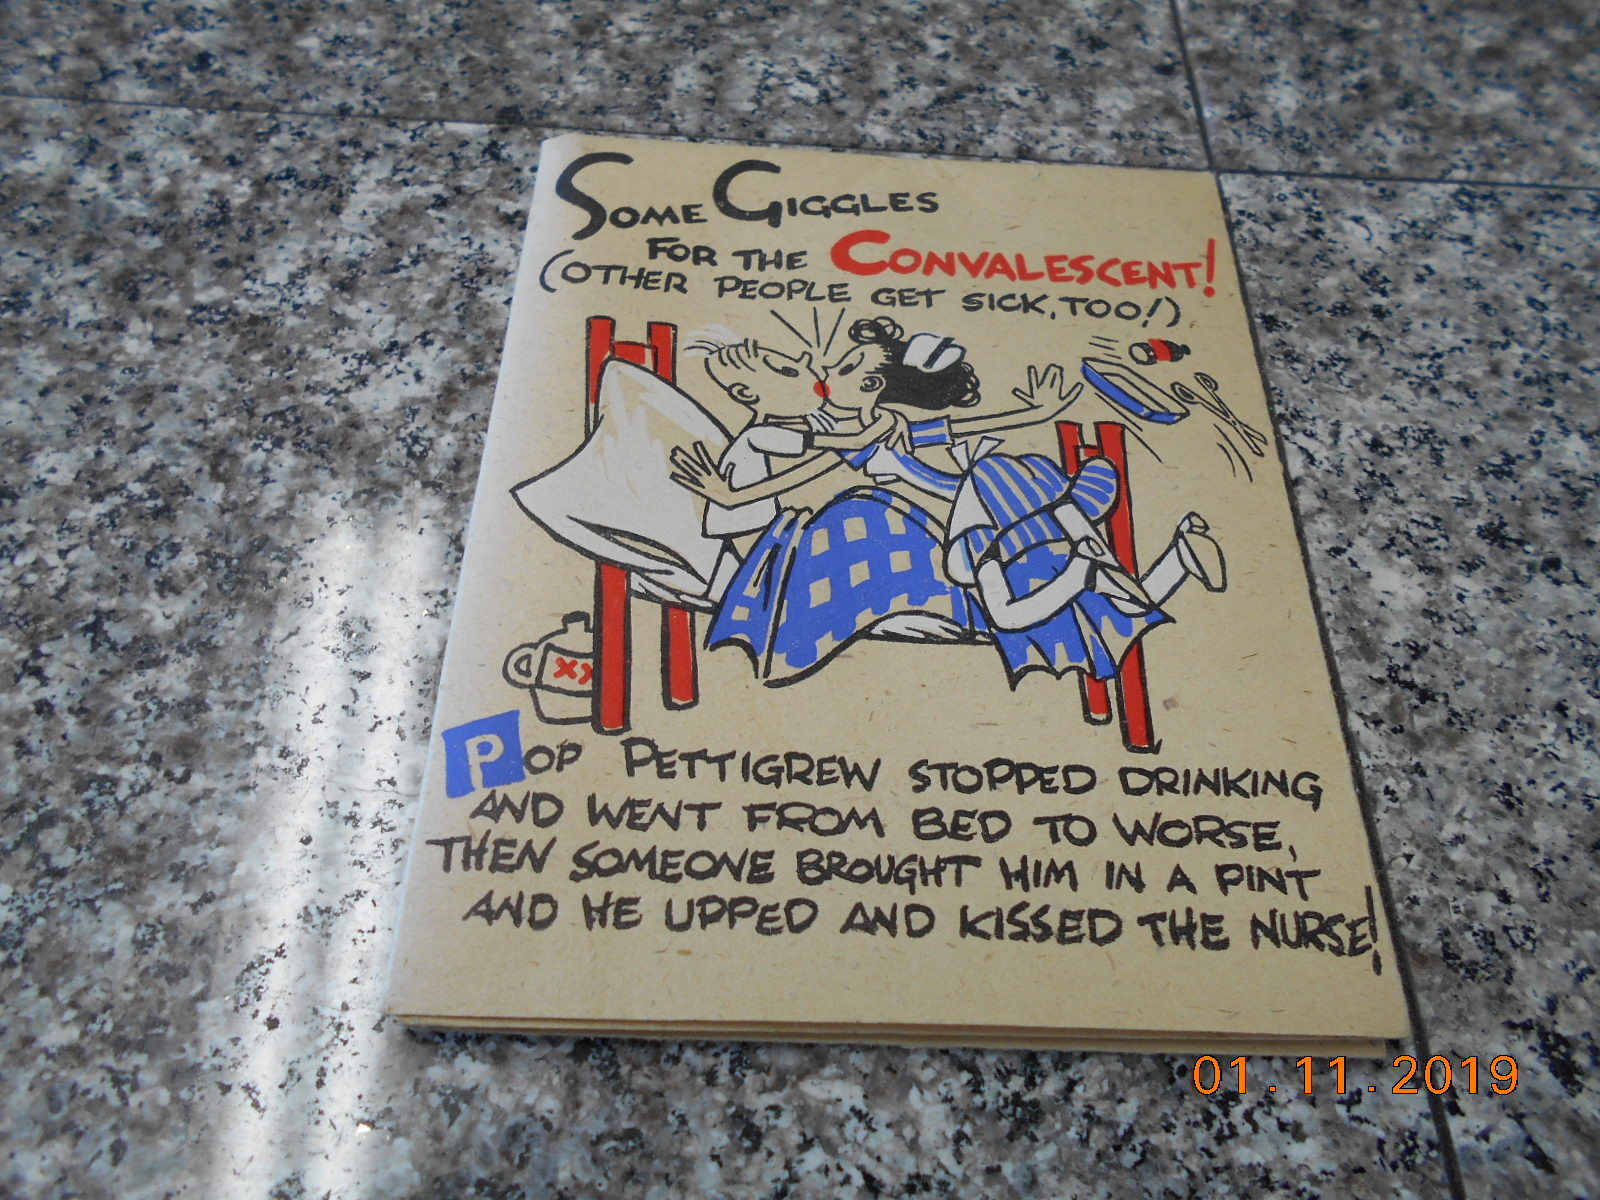 SOME GIGGLES
FOR THE CONVALESCENT!
(OTHER PEOPLE GET SICK, TOO!)
XX
POP PETTIGREW STOPPED DRINKING
AND WENT FROM BED TO WORSE,
THEN SOMEONE BROUGHT HIM IN A PINT
AND HE UPPED AND KISSED THE NURSE!
01.11.2019